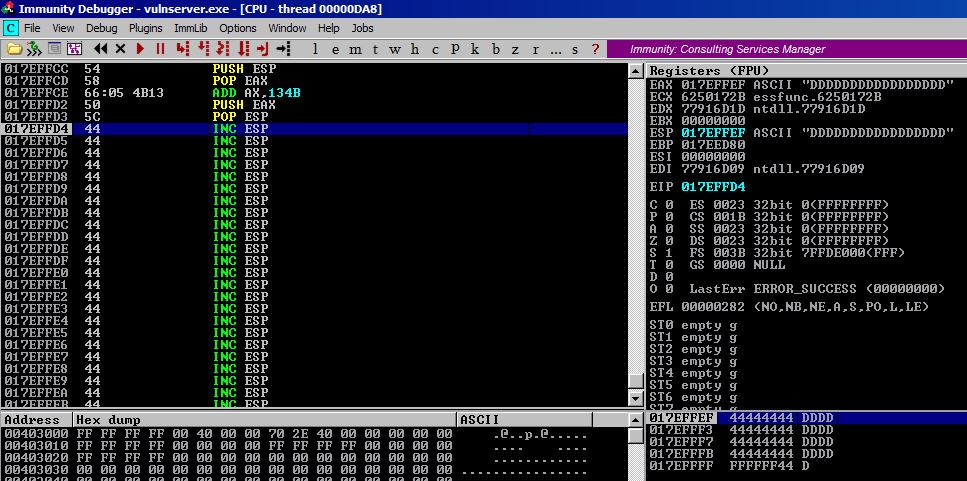 Immunity Debugger - vulnserver.exe - [CPU - thread 00000DA8]
C File View Debug Plugins ImmLib Options Window Help Jobs
l e m t w h c p k b z r ... s ? Immunity: Consulting Services Manager
017EFFCC 54 PUSH ESP
017EFFCD 58 POP EAX
017EFFCE 66:05 4B13 ADD AX,134B
017EFFD2 50 PUSH EAX
017EFFD3 5C POP ESP
017EFFD4 44 INC ESP
017EFFD5 44 INC ESP
017EFFD6 44 INC ESP
017EFFD7 44 INC ESP
017EFFD8 44 INC ESP
017EFFD9 44 INC ESP
017EFFDA 44 INC ESP
017EFFDB 44 INC ESP
017EFFDC 44 INC ESP
017EFFDD 44 INC ESP
017EFFDE 44 INC ESP
017EFFDF 44 INC ESP
017EFFE0 44 INC ESP
017EFFE1 44 INC ESP
017EFFE2 44 INC ESP
017EFFE3 44 INC ESP
017EFFE4 44 INC ESP
017EFFE5 44 INC ESP
017EFFE6 44 INC ESP
017EFFE7 44 INC ESP
017EFFE8 44 INC ESP
017EFFE9 44 INC ESP
017EFFEA 44 INC ESP
017EFFEB 44 INC ESP
Registers (FPU)
EAX 017EFFEF ASCII "DDDDDDDDDDDDDDDDD"
ECX 6250172B essfunc.6250172B
EDX 77916D1D ntdll.77916D1D
EBX 00000000
ESP 017EFFEF ASCII "DDDDDDDDDDDDDDDDD"
EBP 017EED80
ESI 00000000
EDI 77916D09 ntdll.77916D09
EIP 017EFFD4
C 0 ES 0023 32bit 0(FFFFFFFF)
P 0 CS 001B 32bit 0(FFFFFFFF)
A 0 SS 0023 32bit 0(FFFFFFFF)
Z 0 DS 0023 32bit 0(FFFFFFFF)
S 1 FS 003B 32bit 7FFDE000(FFF)
T 0 GS 0000 NULL
D 0
O 0 LastErr ERROR_SUCCESS (00000000)
EFL 00000282 (NO,NB,NE,A,S,PO,L,LE)
ST0 empty g
ST1 empty g
ST2 empty g
ST3 empty g
ST4 empty g
ST5 empty g
ST6 empty g
ST7 empty g
Address Hex dump ASCII
00403000 FF FF FF FF 00 40 00 00 70 2E 40 00 00 00 00 00 .@..p.@.....
00403010 FF FF FF FF 00 00 00 00 FF FF FF FF 00 00 00 00 .... ....
00403020 FF FF FF FF 00 00 00 00 00 00 00 00 00 00 00 00 ............
00403030 00 00 00 00 00 00 00 00 00 00 00 00 00 00 00 00 ................
017EFFEF 44444444 DDDD
017EFFF3 44444444 DDDD
017EFFF7 44444444 DDDD
017EFFFB 44444444 DDDD
017EFFFF FFFFFF44 D